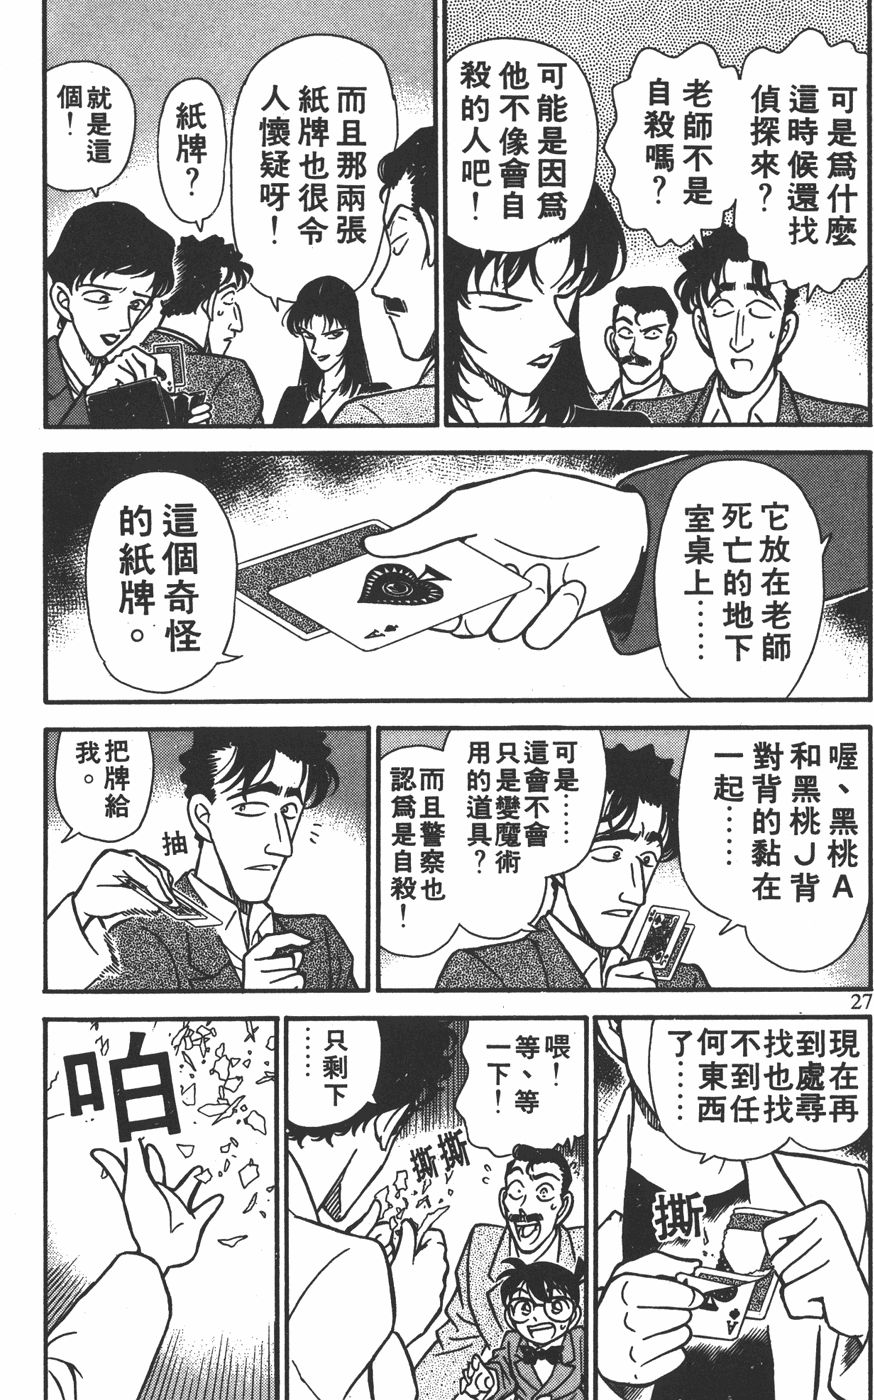 可是爲什麼
這時候還找
偵探來？
老師不是
自殺嗎？
可能是因爲
他不像會自
殺的人吧！
而且那兩張
紙牌也很令
人懷疑呀！
紙牌？
就是這
個！
它放在老師
死亡的地下
室桌上……
這個奇怪
的紙牌。
喔、黑桃A
和黑桃J背
對背的黏在
一起……
可是……
這會不會
只是變魔術
用的道具？
而且警察也
認爲是自殺！
把牌給
我。
抽
27
現在再
到處尋
找也找
不到任
何東西
了……
撕
A
喂！
等、等
一下！
撕撕
只剩下
……
啪